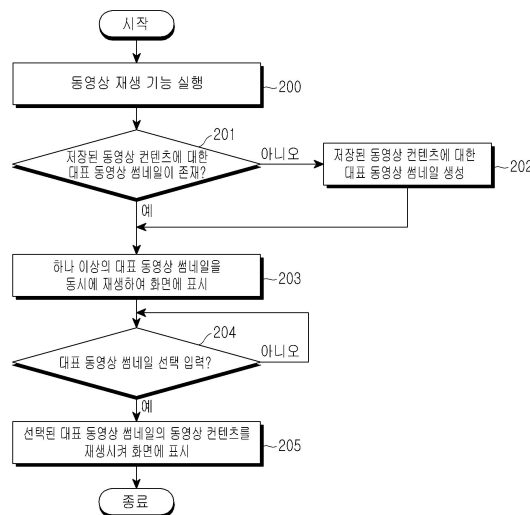 시작
동영상 재생 기능 실행
200
201
저장된 동영상 컨텐츠에 대한
대표 동영상 썸네일이 존재?
아니오
저장된 동영상 컨텐츠에 대한
대표 동영상 썸네일 생성
202
예
하나 이상의 대표 동영상 썸네일을
동시에 재생하여 화면에 표시
203
204
대표 동영상 썸네일 선택 입력?
아니오
예
선택된 대표 동영상 썸네일의 동영상 컨텐츠를
재생시켜 화면에 표시
205
종료